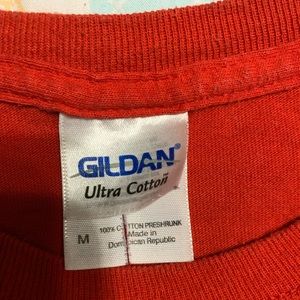 GILDAN®
Ultra Cotton
M
100% COTTON PRESHRUNK
Made in
Dominican Republic